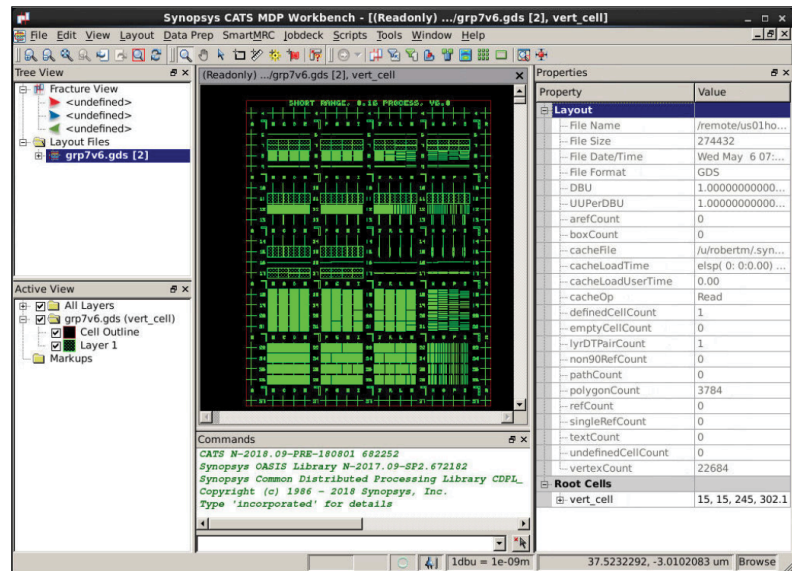 Synopsys CATS MDP Workbench - [(Readonly) .../grp7v6.gds [2], vert_cell]
File Edit View Layout Data Prep SmartMRC Jobdeck Scripts Tools Window Help
Tree View
Fracture View
<undefined>
<undefined>
<undefined>
Layout Files
grp7v6.gds [2]
Active View
All Layers
grp7v6.gds (vert_cell)
Cell Outline
Layer 1
Markups
(Readonly) .../grp7v6.gds [2], vert_cell
SHORT RANGE, 0.16 PROCESS, V6.0
Commands
CATS N-2018.09-PRE-180801 682252
Synopsys OASIS Library N-2017.09-SP2.672182
Synopsys Common Distributed Processing Library CDPL_
Copyright (c) 1986 - 2018 Synopsys, Inc.
Type 'incorporated' for details
Properties
Property Value
Layout
File Name /remote/us01ho...
File Size 274432
File Date/Time Wed May 6 07:...
File Format GDS
DBU 1.00000000000...
UUPerDBU 1.00000000000...
arefCount 0
boxCount 0
cacheFile /u/robertm/.syn...
cacheLoadTime elsp( 0: 0:0.00) ...
cacheLoadUserTime 0.00
cacheOp Read
definedCellCount 1
emptyCellCount 0
lyrDTPairCount 1
non90RefCount 0
pathCount 0
polygonCount 3784
refCount 0
singleRefCount 0
textCount 0
undefinedCellCount 0
vertexCount 22684
Root Cells
vert_cell 15, 15, 245, 302.1
1dbu = 1e-09m 37.5232292, -3.0102083 um Browse